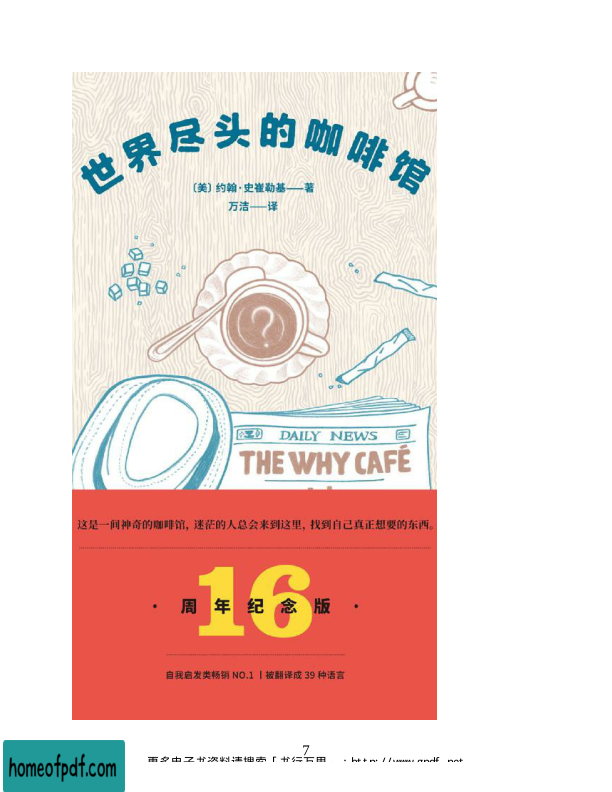 世界尽头的咖啡馆
〔美〕约翰·史崔勒基——著
万洁——译
DAILY NEWS
THE WHY CAFÉ
这是一间神奇的咖啡馆，迷茫的人总会来到这里，找到自己真正想要的东西。
16
· 周年纪念版 ·
自我启发类畅销 NO.1 | 被翻译成 39 种语言
7
homeofpdf.com